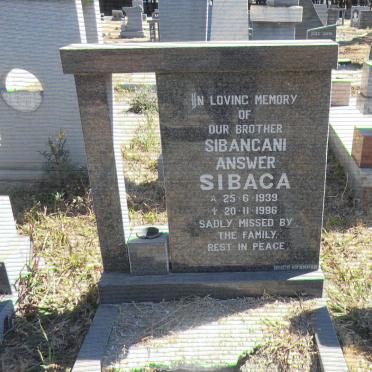 IN LOVING MEMORY
OF
OUR BROTHER
SIBANGANI
ANSWER
SIBACA
25-6-1939
† 20-11-1996
SADLY MISSED BY
THE FAMILY.
REST IN PEACE.